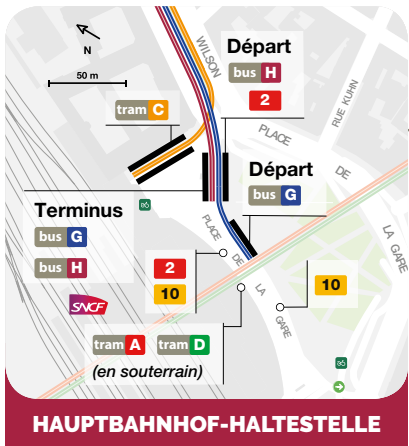 N
50 m
WILSON
Départ
bus H
2
RUE KUHN
tram C
PLACE
DE
LA GARE
Départ
bus G
Terminus
bus G
bus H
PLACE
DE
LA
GARE
2
10
10
SNCF
tram A tram D
(en souterrain)
HAUPTBAHNHOF-HALTESTELLE